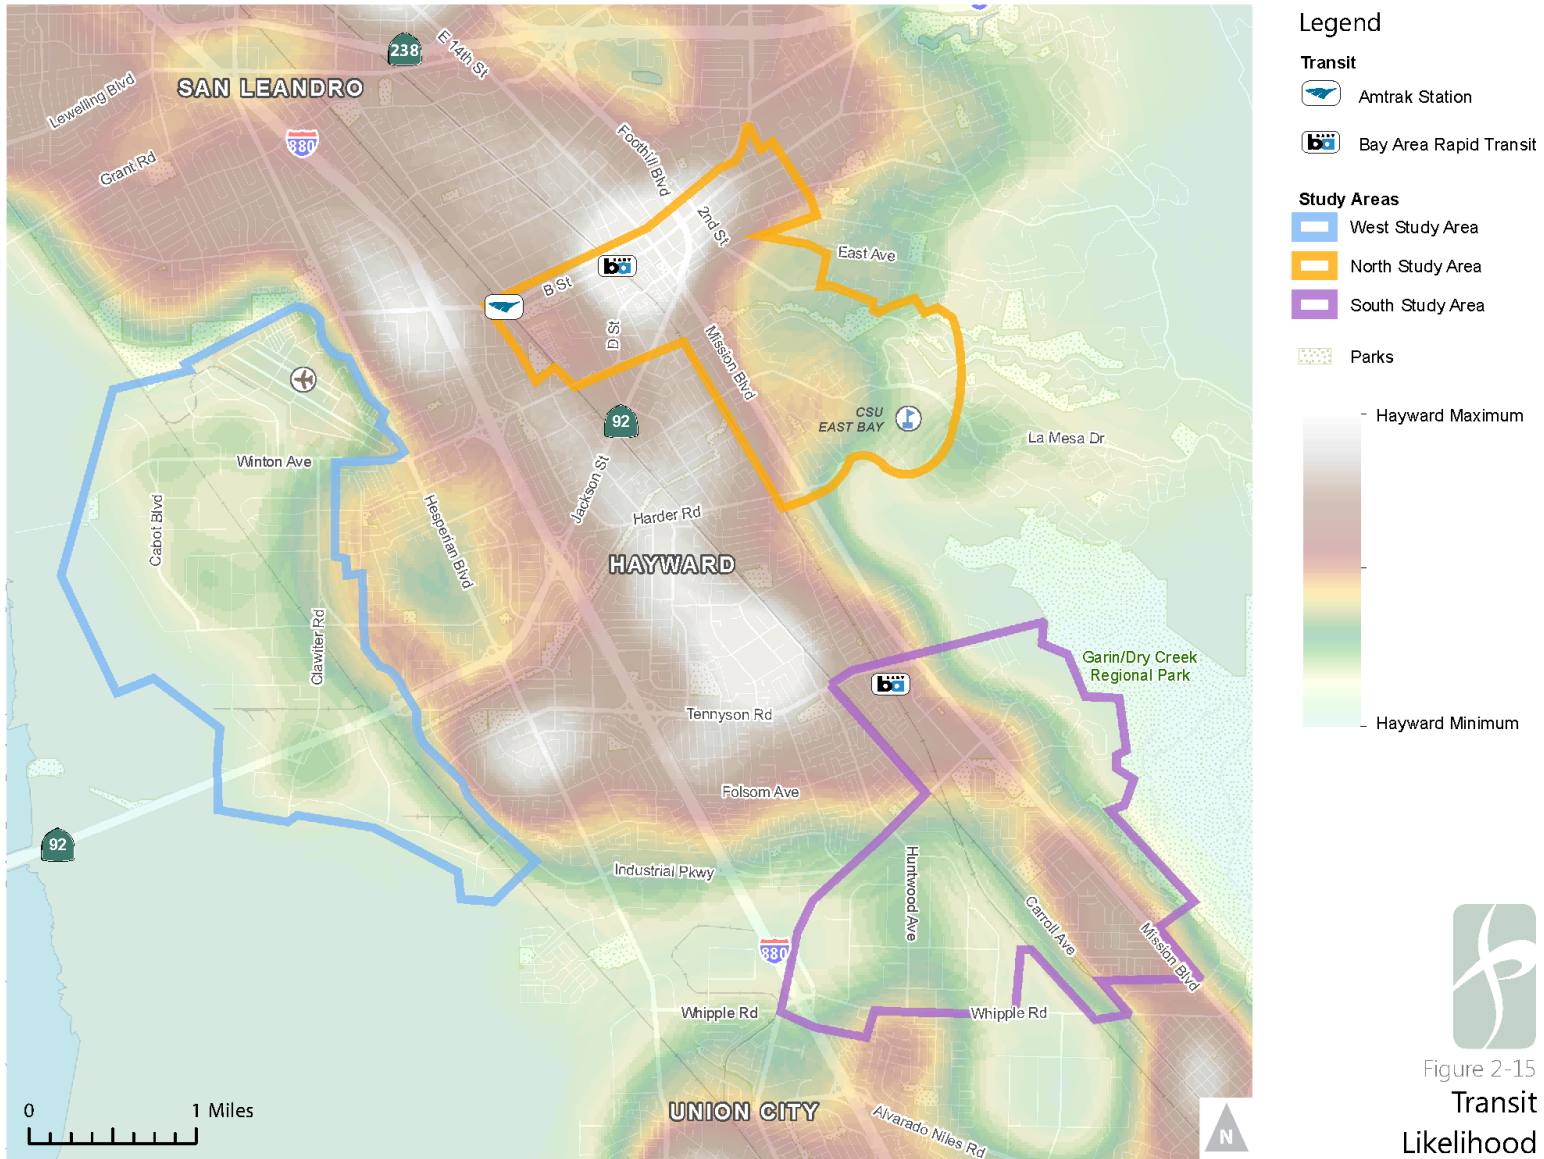 238
E 14th St
SAN LEANDRO
Lewelling Blvd
880
Grant Rd
Foothill Blvd
2nd St
East Ave
ba
B St
D St
Mission Blvd
92
CSU
EAST BAY
La Mesa Dr
Winton Ave
Jackson St
Hesperian Blvd
Cabot Blvd
Harder Rd
HAYWARD
Clawiter Rd
Garin/Dry Creek
Regional Park
ba
Tennyson Rd
Folsom Ave
92
Industrial Pkwy
Huntwood Ave
Carroll Ave
Mission Blvd
880
Whipple Rd
Whipple Rd
UNION CITY
Alvarado Niles Rd
0 1 Miles
N
Legend
Transit
Amtrak Station
ba Bay Area Rapid Transit
Study Areas
West Study Area
North Study Area
South Study Area
Parks
Hayward Maximum
Hayward Minimum
Figure 2-15
Transit
Likelihood